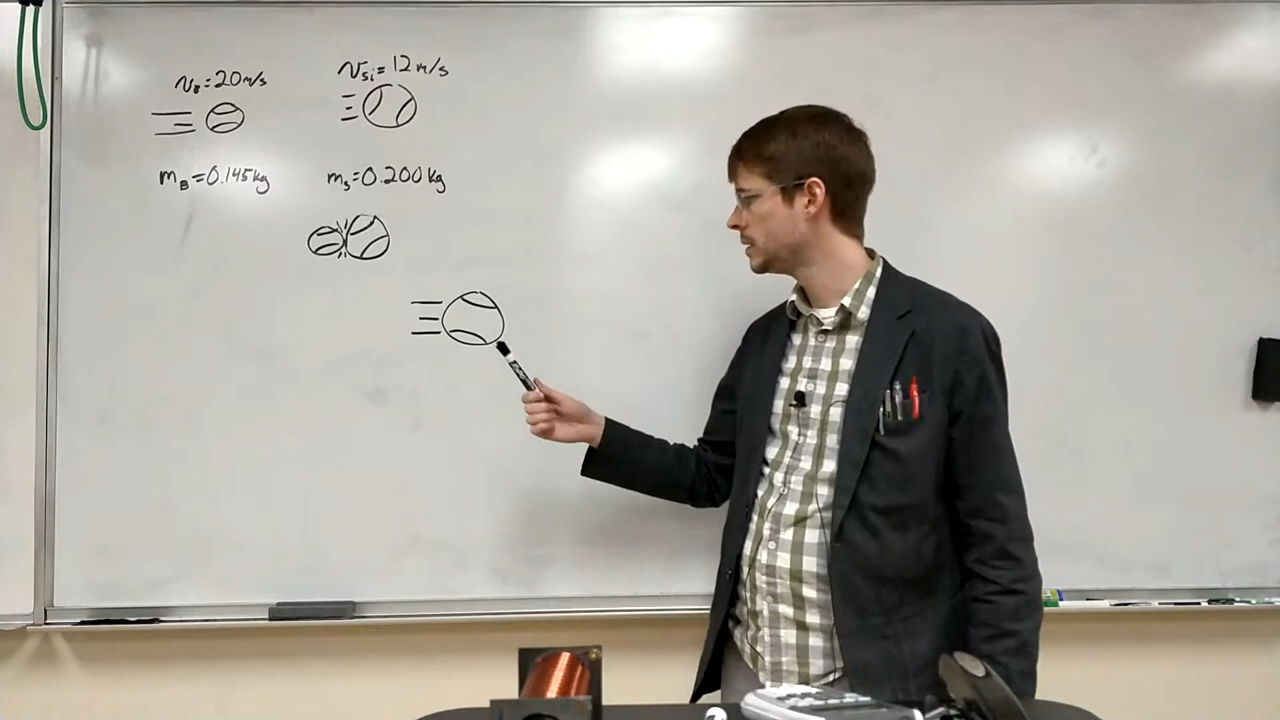 v_B = 20 m/s
v_Si = 12 m/s
m_B = 0.145 kg
m_S = 0.200 kg